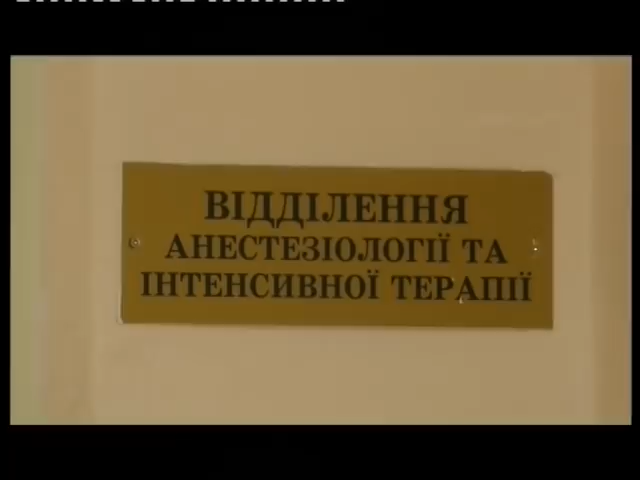 ВІДДІЛЕННЯ
АНЕСТЕЗІОЛОГІЇ ТА
ІНТЕНСИВНОЇ ТЕРАПІЇ